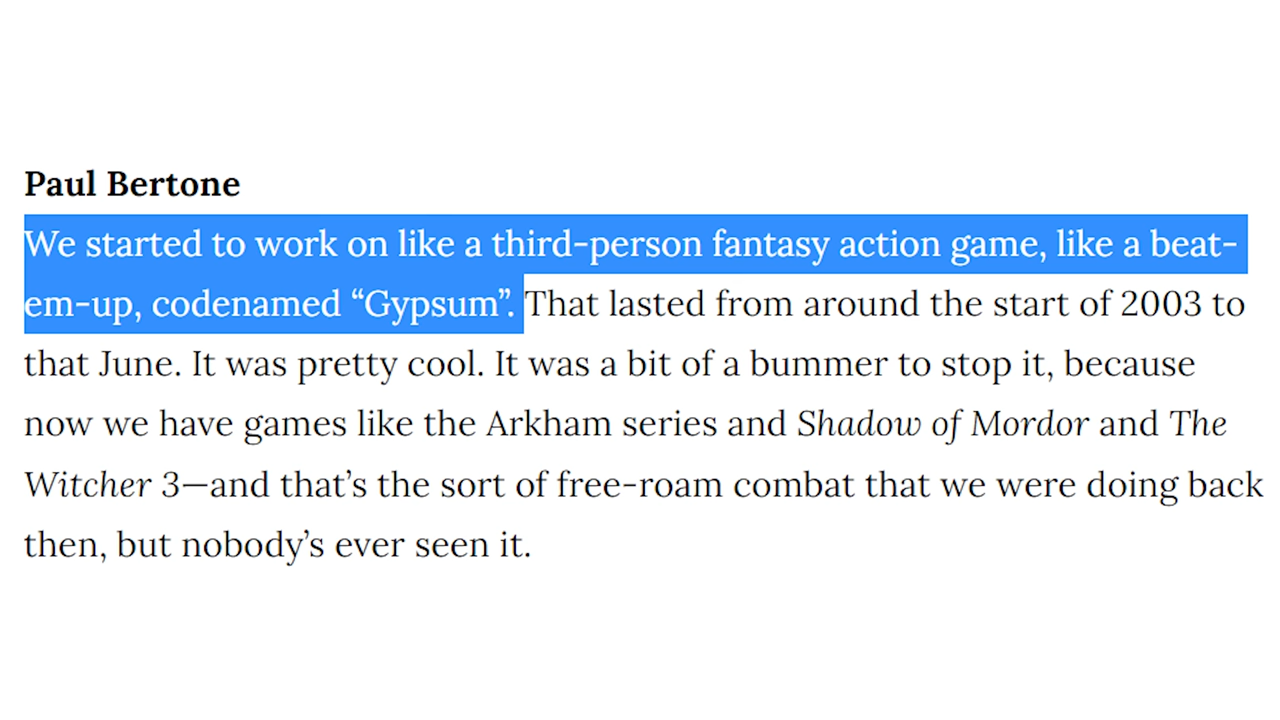 Paul Bertone
We started to work on like a third-person fantasy action game, like a beat-
em-up, codenamed “Gypsum”. That lasted from around the start of 2003 to
that June. It was pretty cool. It was a bit of a bummer to stop it, because
now we have games like the Arkham series and Shadow of Mordor and The
Witcher 3—and that’s the sort of free-roam combat that we were doing back
then, but nobody’s ever seen it.